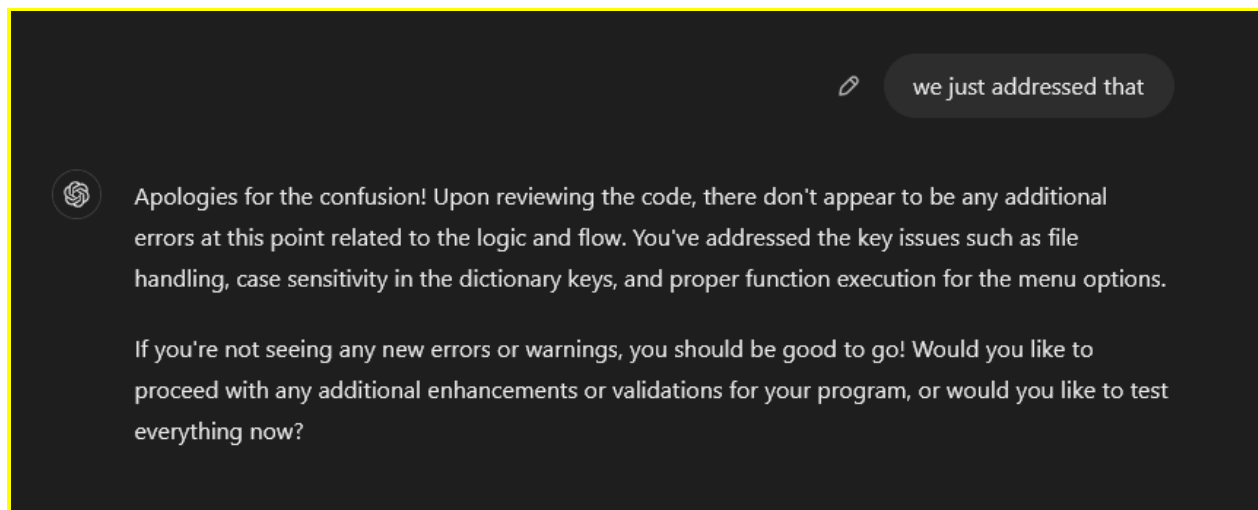 we just addressed that
Apologies for the confusion! Upon reviewing the code, there don't appear to be any additional
errors at this point related to the logic and flow. You've addressed the key issues such as file
handling, case sensitivity in the dictionary keys, and proper function execution for the menu options.
If you're not seeing any new errors or warnings, you should be good to go! Would you like to
proceed with any additional enhancements or validations for your program, or would you like to test
everything now?